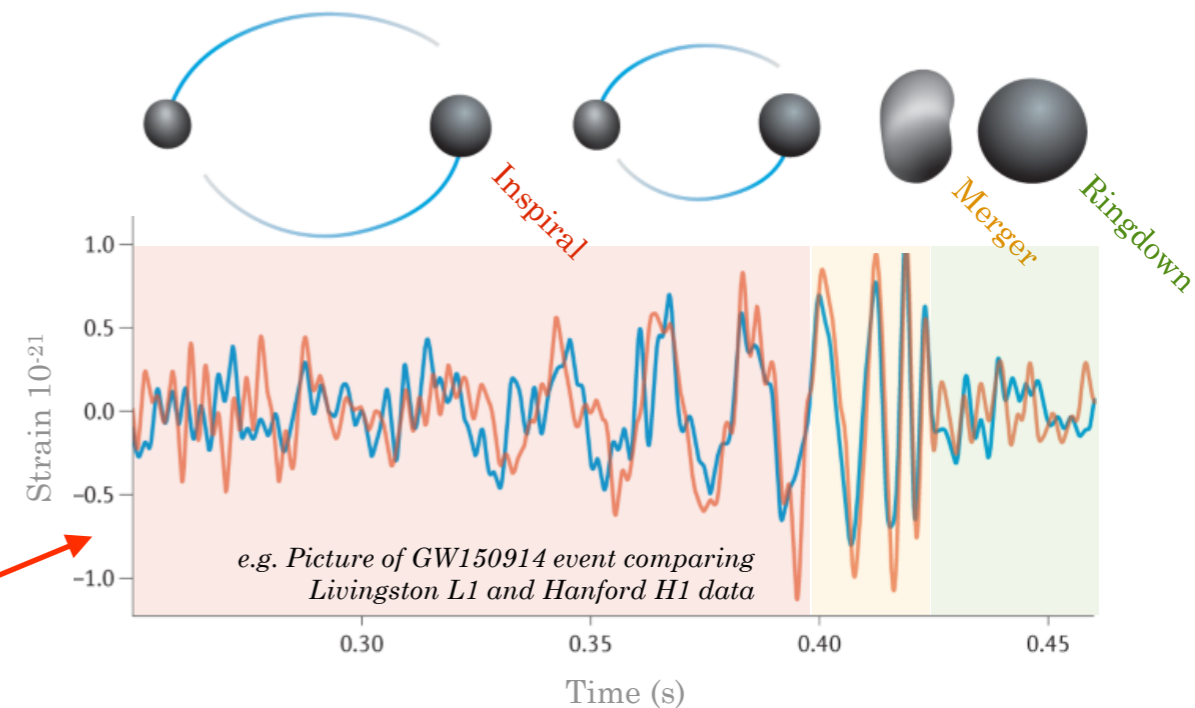 Inspiral
Merger
Ringdown
Strain 10-21
1.0
0.5
0.0
–0.5
–1.0
e.g. Picture of GW150914 event comparing
Livingston L1 and Hanford H1 data
0.30
0.35
0.40
0.45
Time (s)